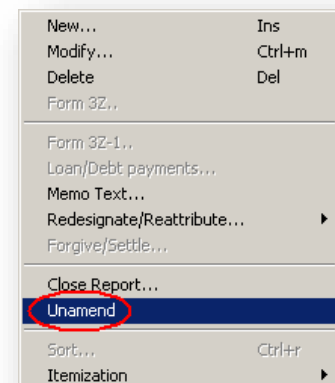 New... Ins
Modify... Ctrl+m
Delete Del
Form 3Z..
Form 3Z-1..
Loan/Debt payments...
Memo Text...
Redesignate/Reattribute...
Forgive/Settle...
Close Report...
Unamend
Sort... Ctrl+r
Itemization